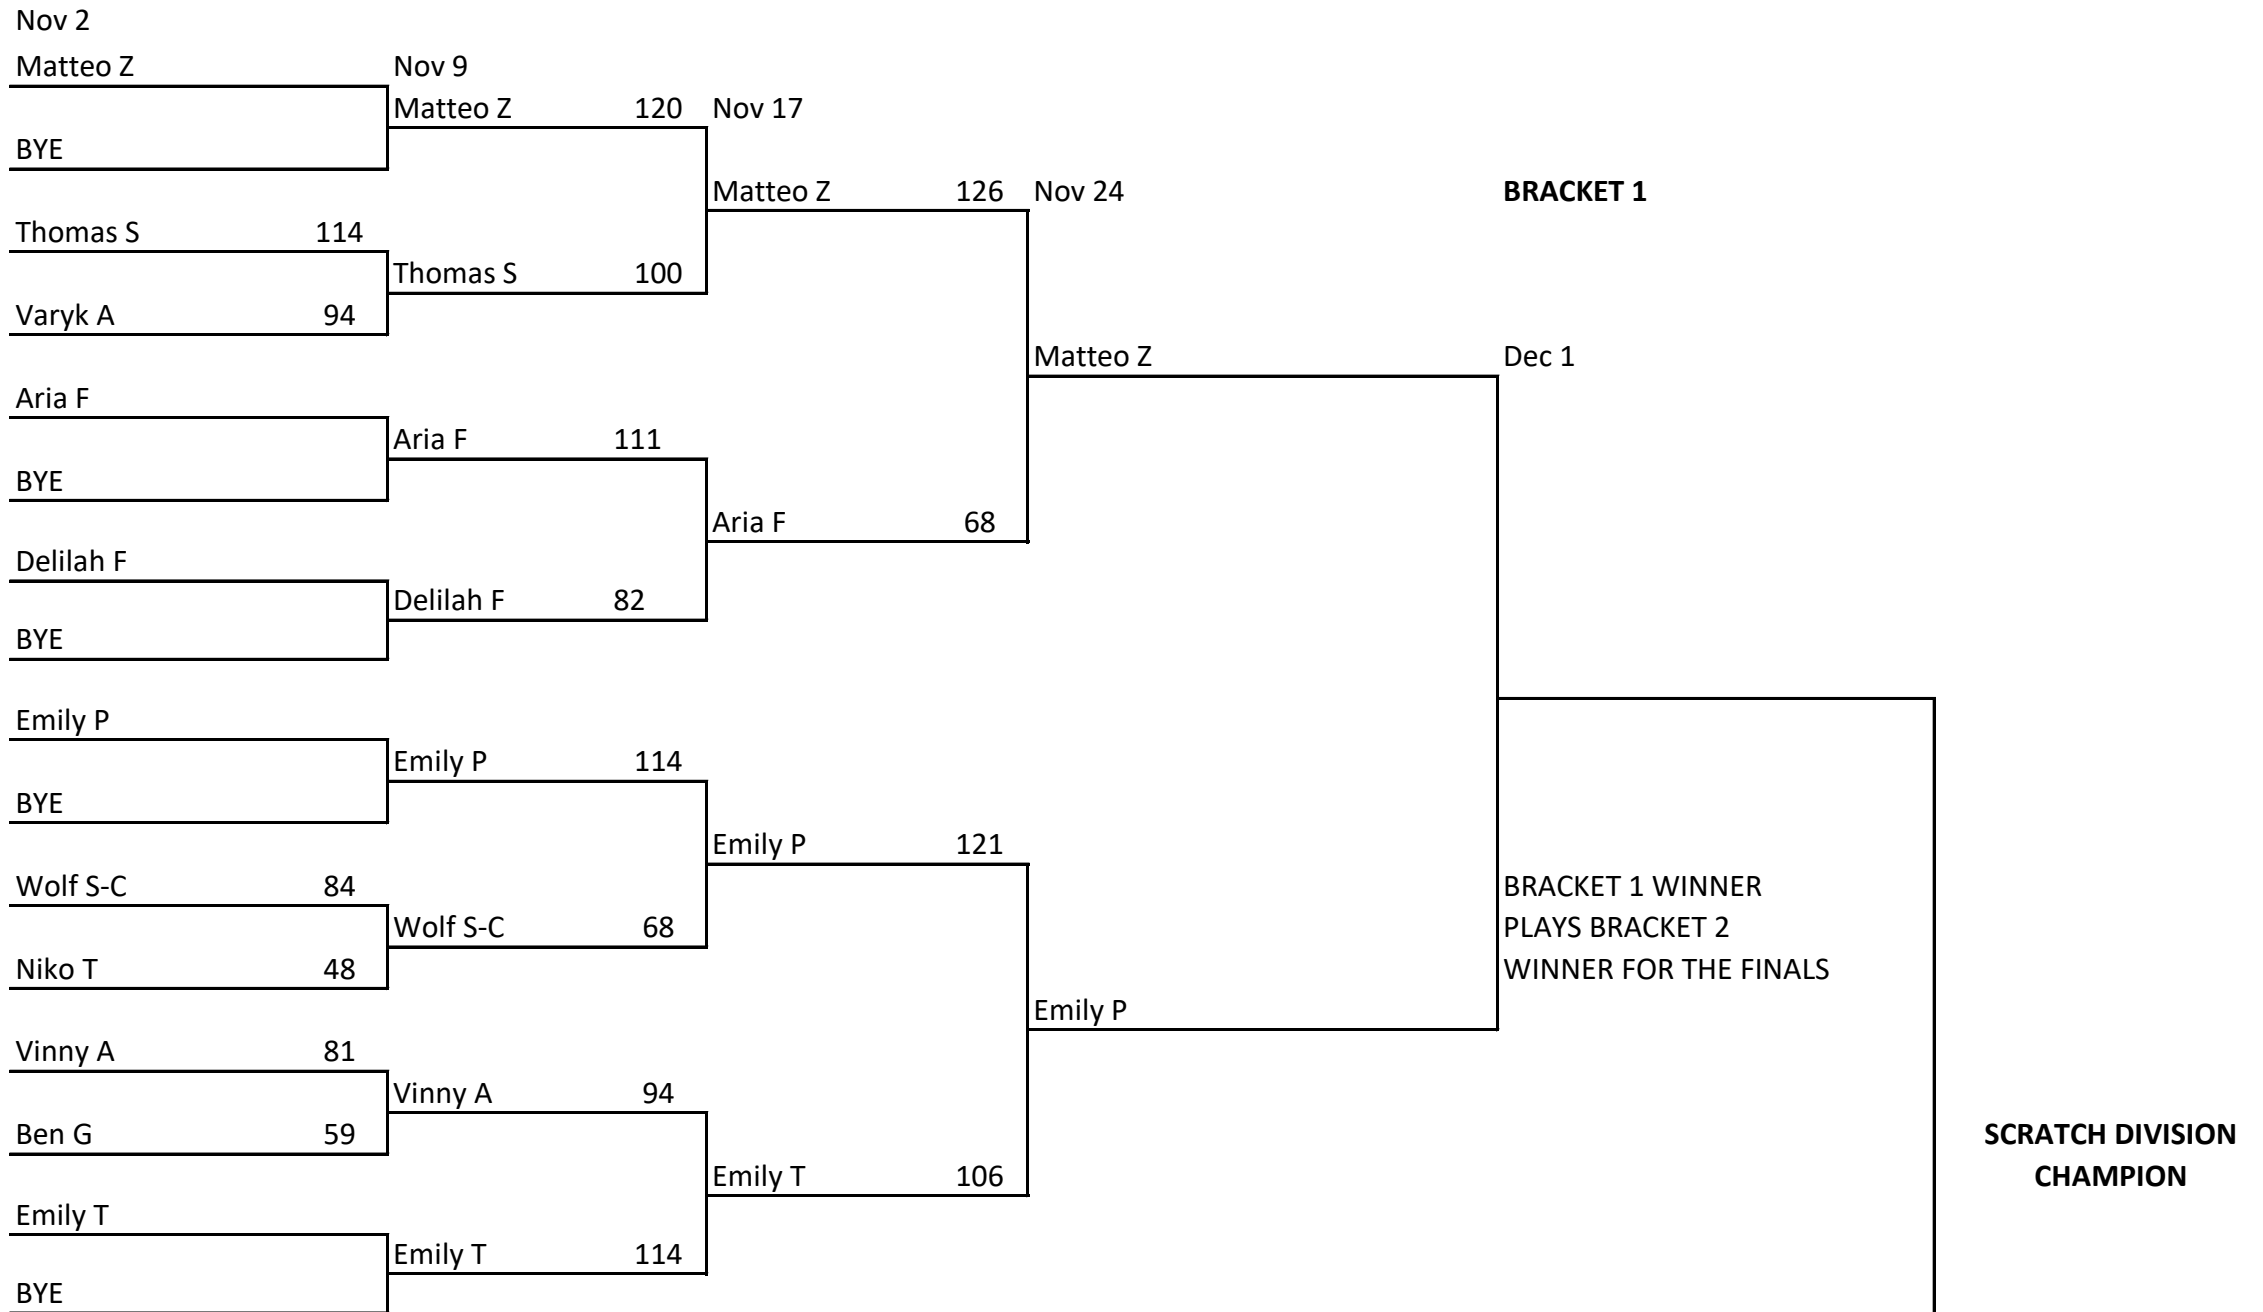 Nov 2
Matteo Z Nov 9
Matteo Z 120 Nov 17
BYE
Matteo Z 126 Nov 24 BRACKET 1
Thomas S 114
Thomas S 100
Varyk A 94
Matteo Z Dec 1
Aria F
Aria F 111
BYE
Aria F 68
Delilah F
Delilah F 82
BYE
Emily P
Emily P 114
BYE
Emily P 121
Wolf S-C 84 BRACKET 1 WINNER
Wolf S-C 68 PLAYS BRACKET 2
Niko T 48 WINNER FOR THE FINALS
Emily P
Vinny A 81
Vinny A 94
Ben G 59 SCRATCH DIVISION
Emily T 106 CHAMPION
Emily T
Emily T 114
BYE